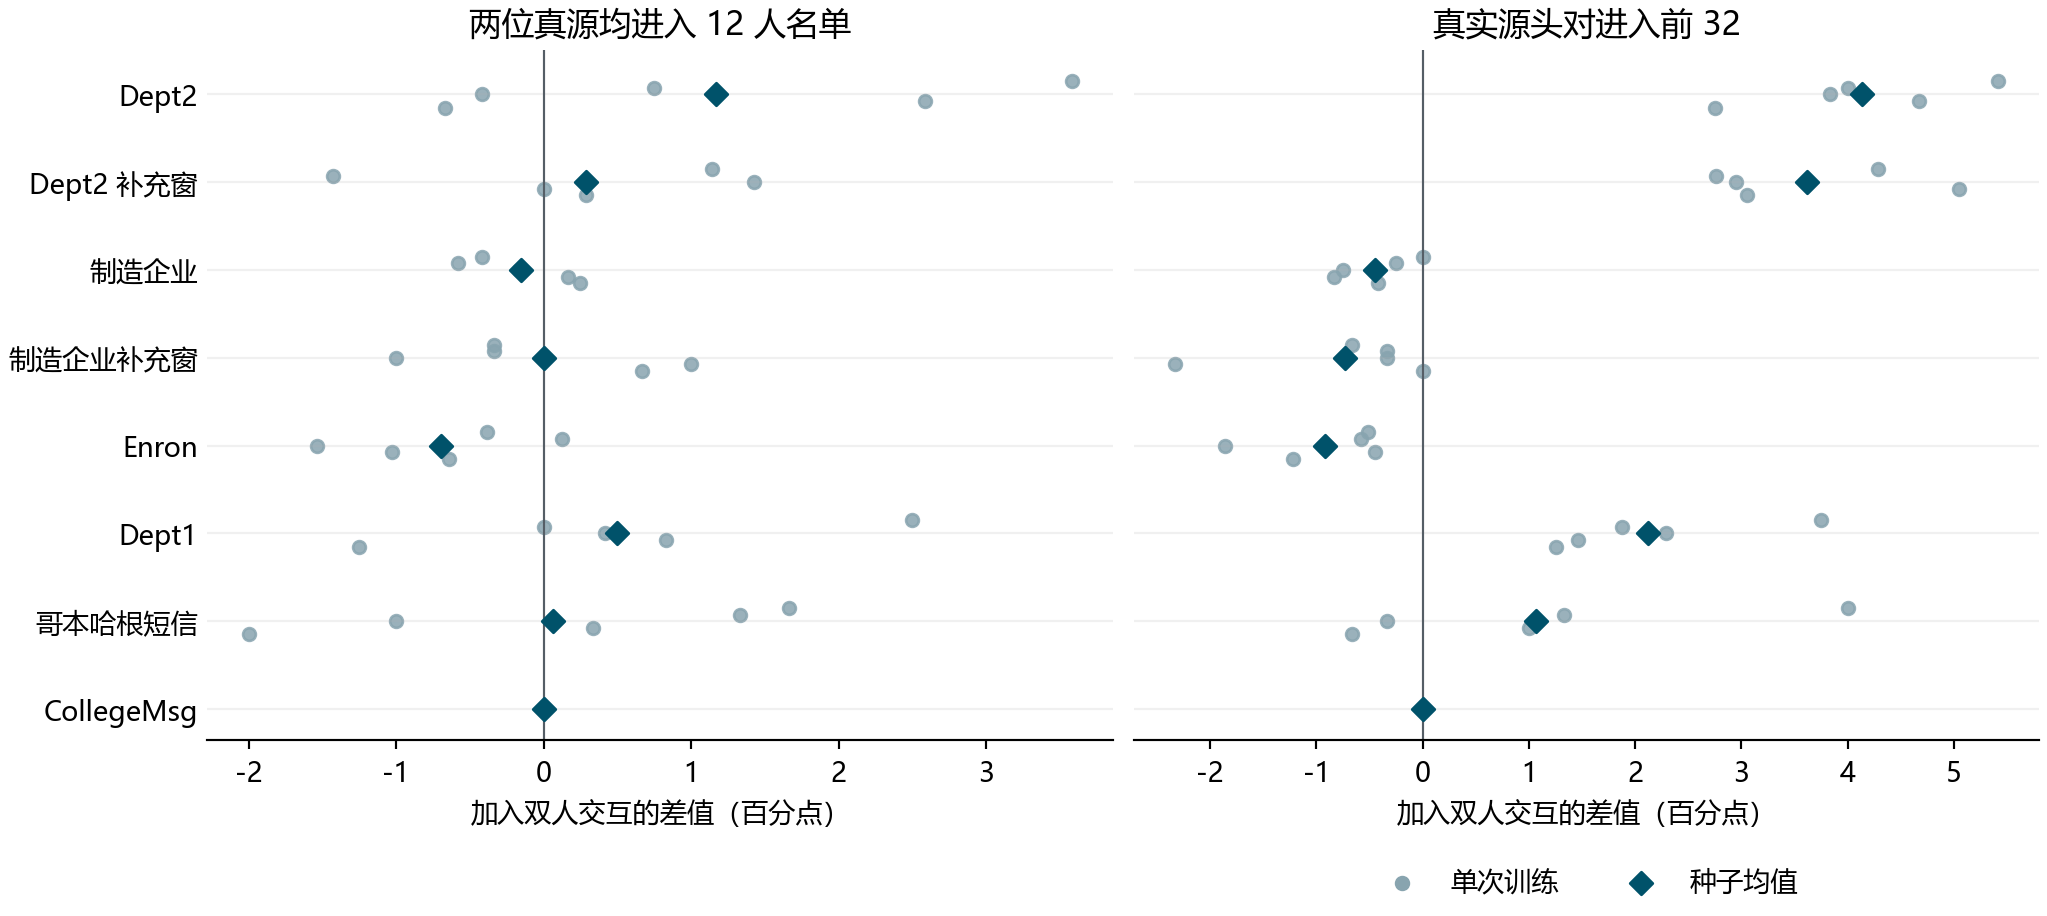 两位真源均进入 12 人名单
真实源头对进入前 32
Dept2
Dept2 补充窗
制造企业
制造企业补充窗
Enron
Dept1
哥本哈根短信
CollegeMsg
-2 -1 0 1 2 3
-2 -1 0 1 2 3 4 5
加入双人交互的差值（百分点）
加入双人交互的差值（百分点）
单次训练 种子均值